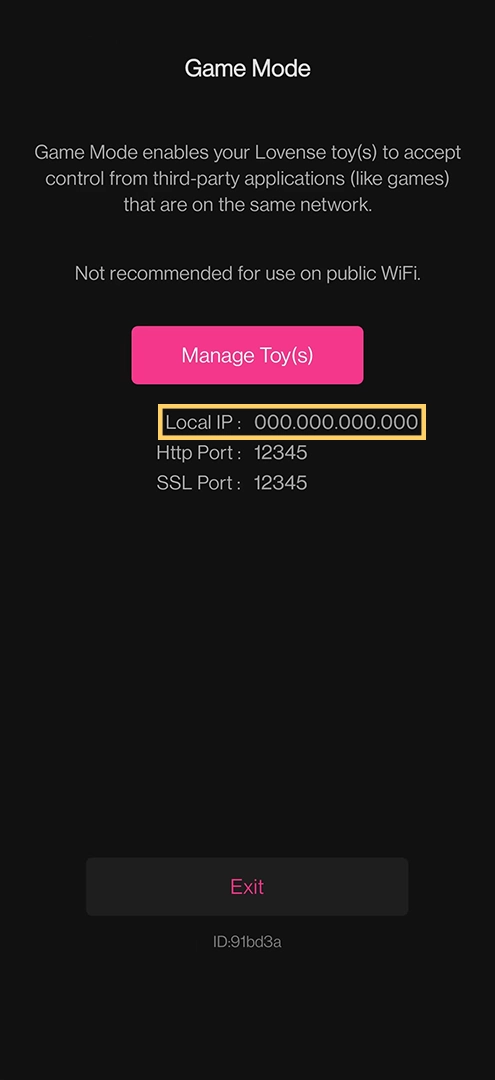 Game Mode
Game Mode enables your Lovense toy(s) to accept
control from third-party applications (like games)
that are on the same network.
Not recommended for use on public WiFi.
Manage Toy(s)
Local IP : 000.000.000.000
Http Port : 12345
SSL Port : 12345
Exit
ID:91bd3a